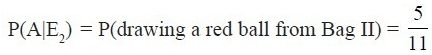 P(A|E₂) = P(drawing a red ball from Bag II) = 5/11